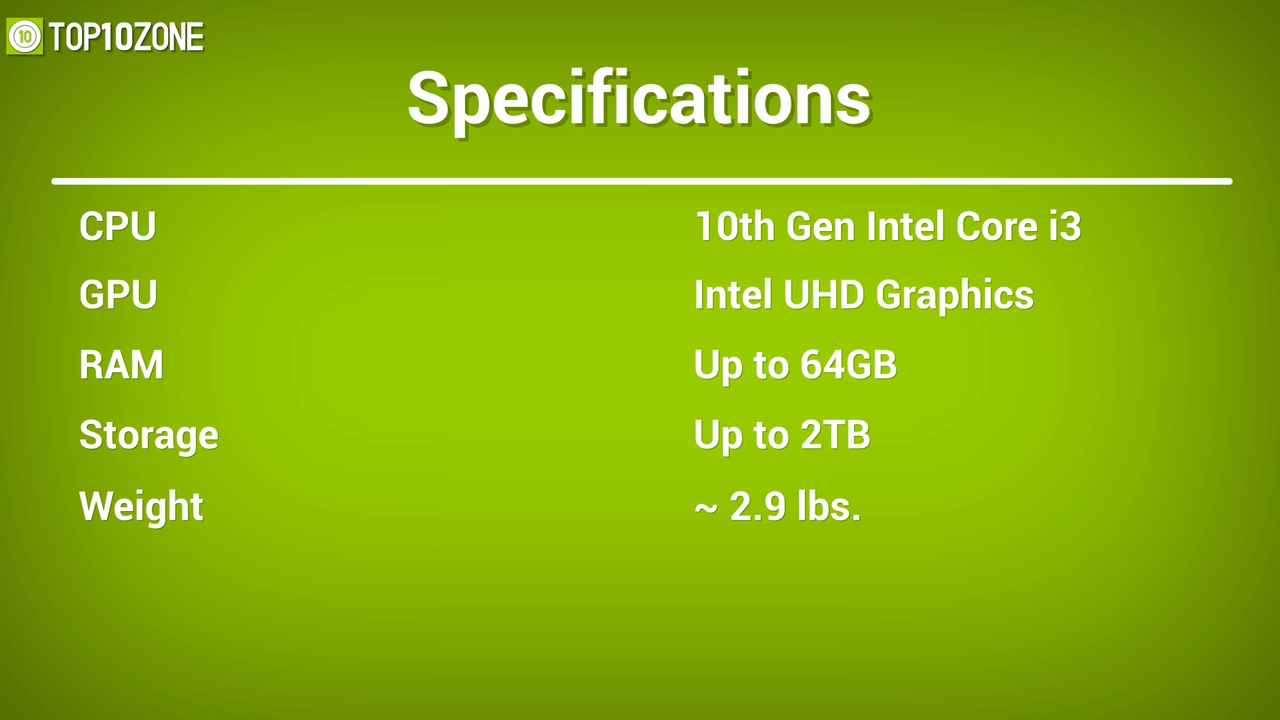 10 TOP10ZONE
Specifications
CPU 10th Gen Intel Core i3
GPU Intel UHD Graphics
RAM Up to 64GB
Storage Up to 2TB
Weight ~ 2.9 lbs.